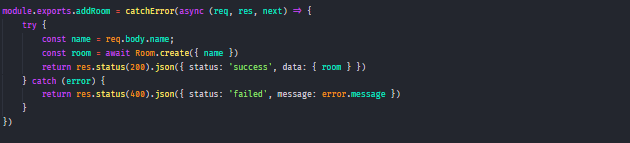 module.exports.addRoom = catchError(async (req, res, next) => {
    try {
        const name = req.body.name;
        const room = await Room.create({ name })
        return res.status(200).json({ status: 'success', data: { room } })
    } catch (error) {
        return res.status(400).json({ status: 'failed', message: error.message })
    }
})